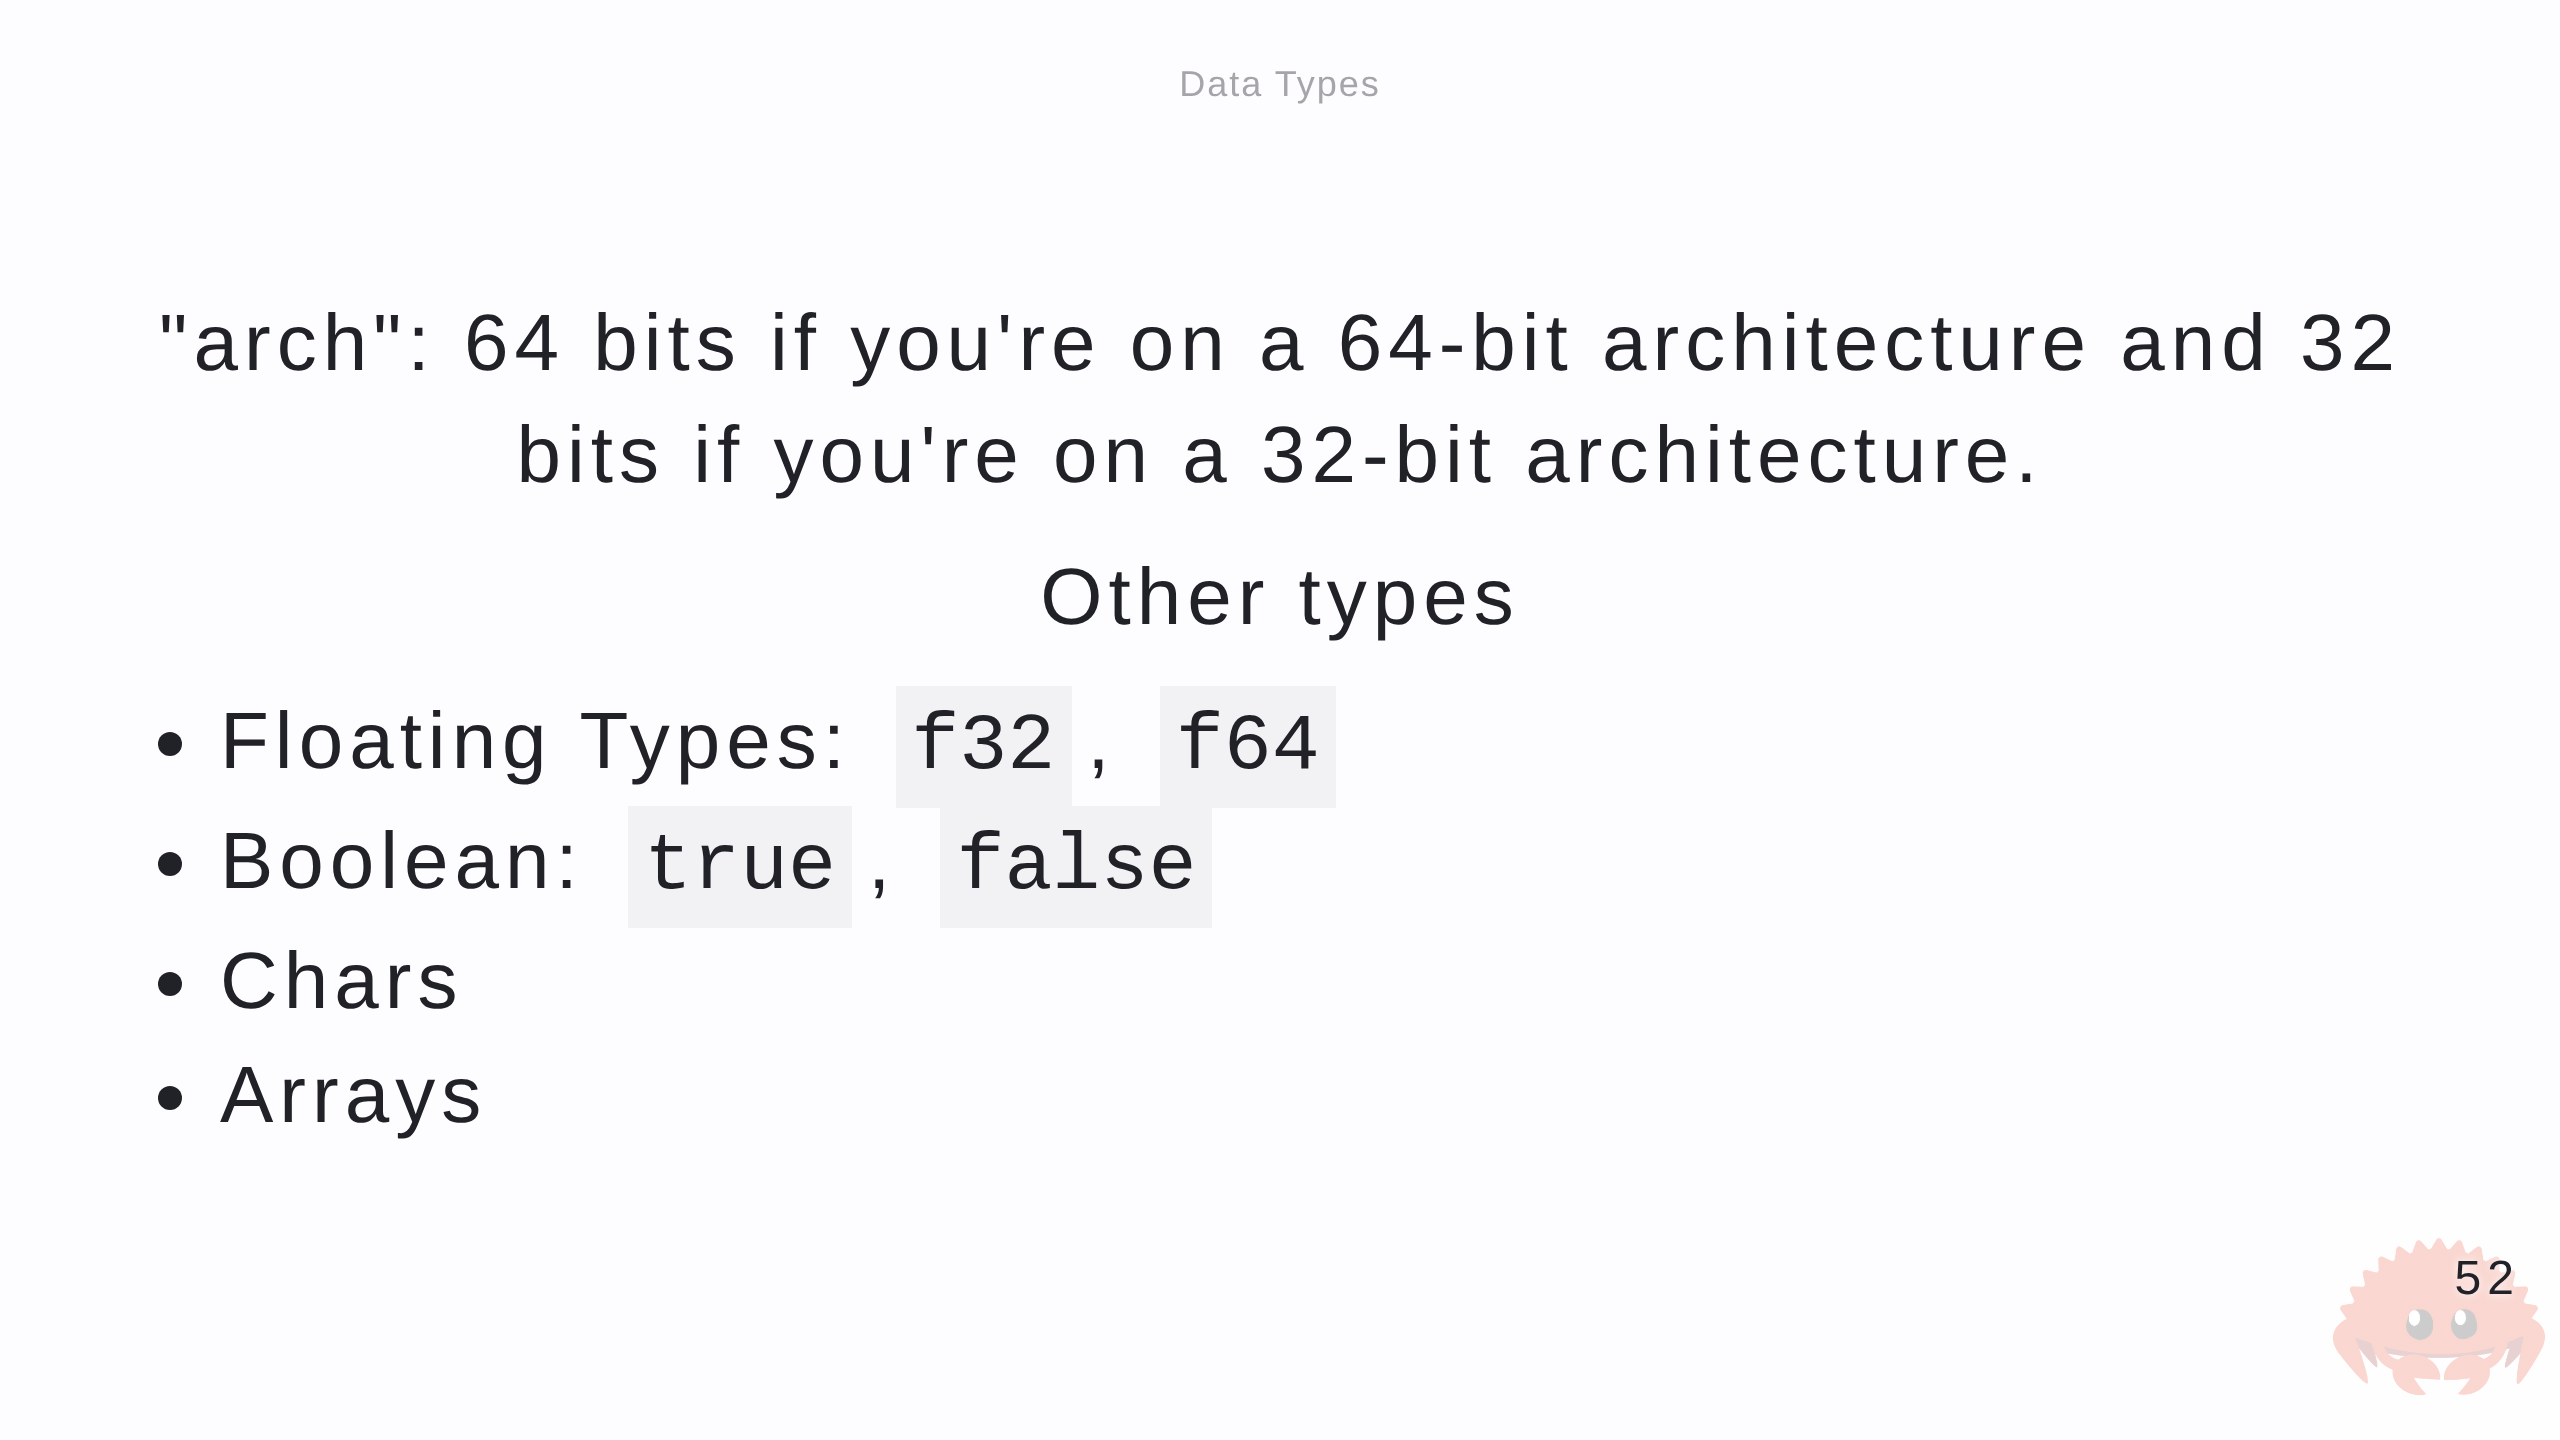 Data Types
"arch": 64 bits if you're on a 64-bit architecture and 32
bits if you're on a 32-bit architecture.
Other types
• Floating Types: f32, f64
• Boolean: true, false
• Chars
• Arrays
52